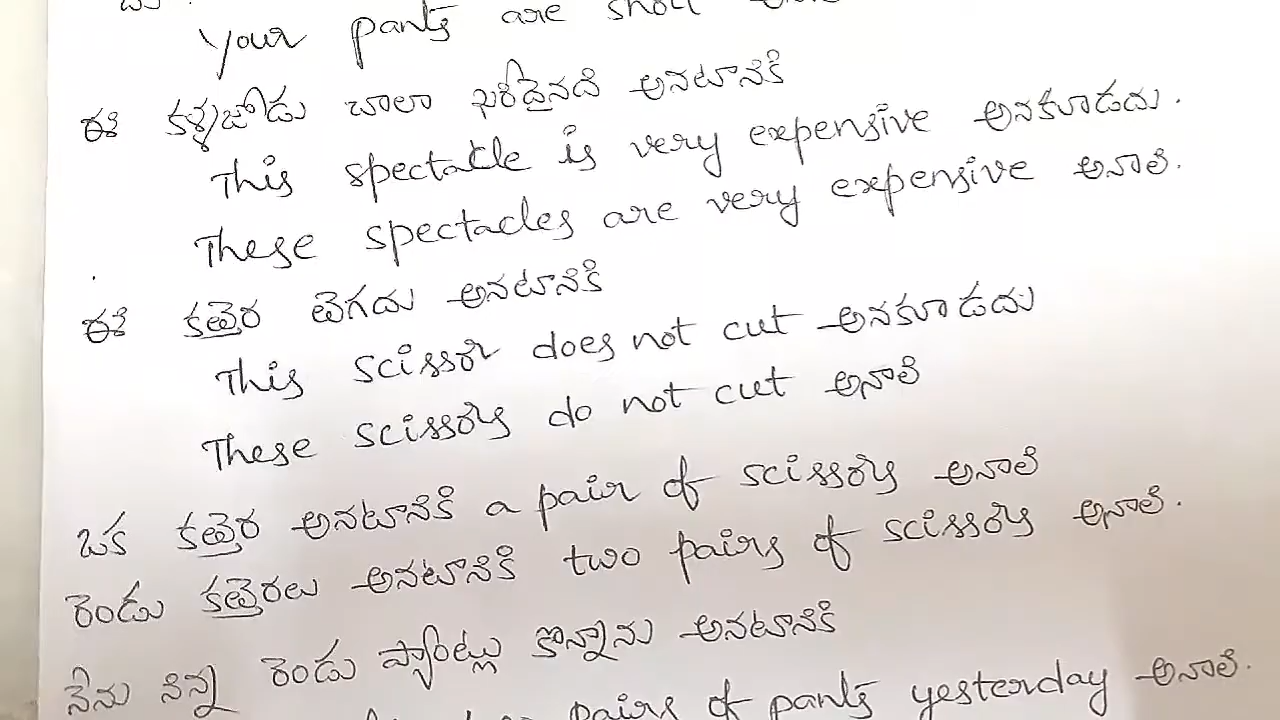 Your pants are short
ఈ కళ్ళజోడు చాలా ఖరీదైనది అనటానికి
This spectacle is very expensive అనకూడదు.
These spectacles are very expensive అనాలి.
ఈ కత్తెర తెగదు అనటానికి
This scissor does not cut అనకూడదు
These scissors do not cut అనాలి
ఒక కత్తెర అనటానికి a pair of scissors అనాలి
రెండు కత్తెరలు అనటానికి two pairs of scissors అనాలి.
నేను నిన్న రెండు ప్యాంట్లు కొన్నాను అనటానికి
pairs of pants yesterday అనాలి.